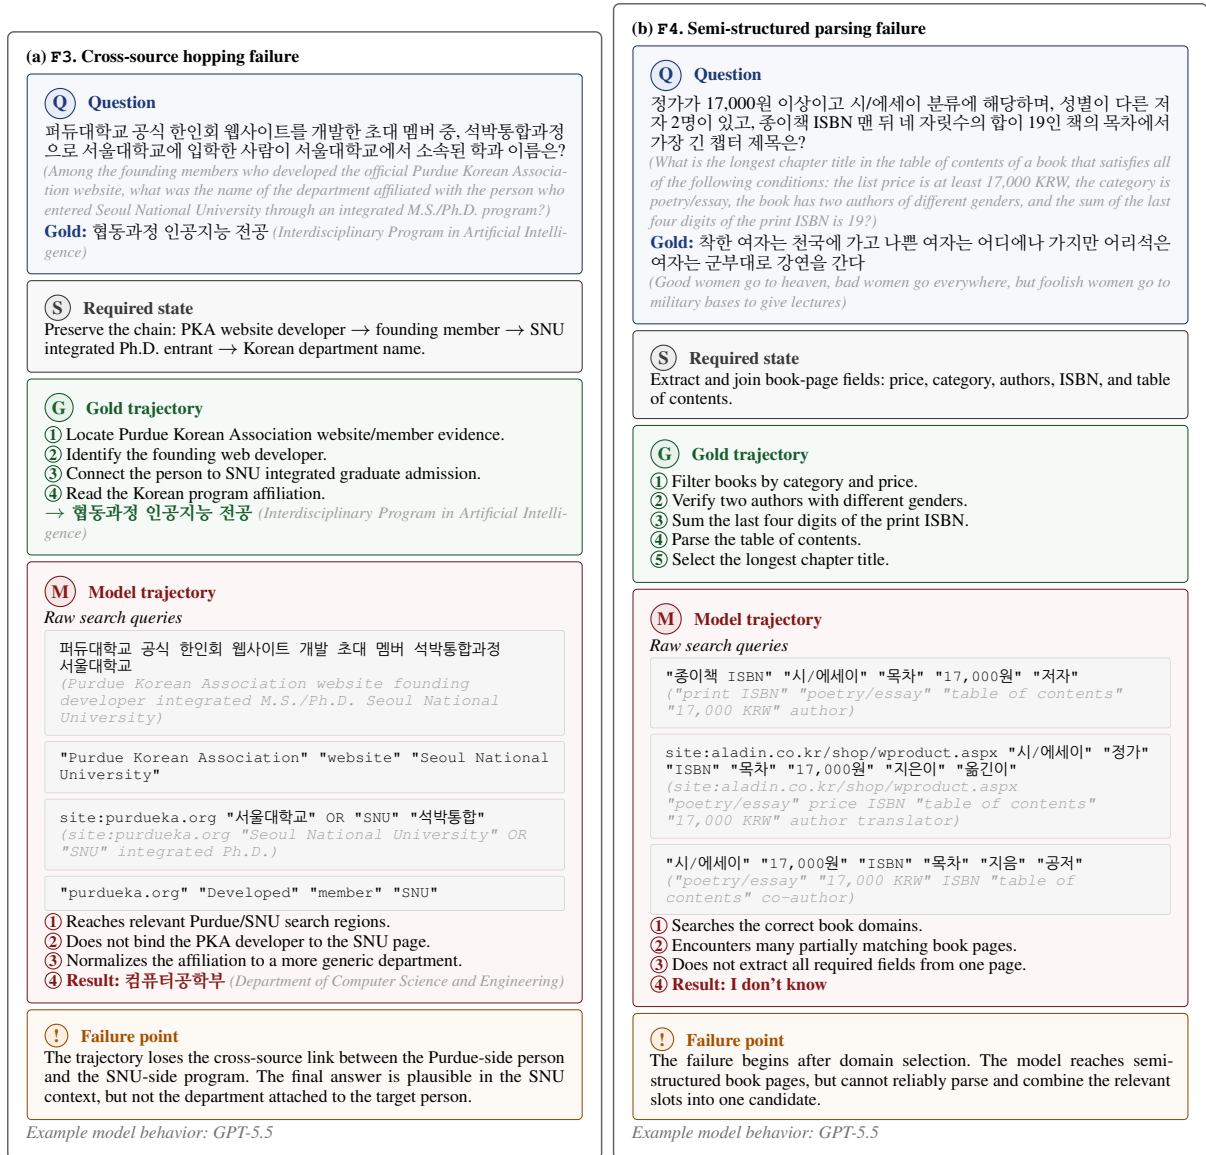 (a) F3. Cross-source hopping failure
Q Question
퍼듀대학교 공식 한인회 웹사이트를 개발한 초대 멤버 중, 석박통합과정
으로 서울대학교에 입학한 사람이 서울대학교에서 소속된 학과 이름은?
(Among the founding members who developed the official Purdue Korean Associa-
tion website, what was the name of the department affiliated with the person who
entered Seoul National University through an integrated M.S./Ph.D. program?)
Gold: 협동과정 인공지능 전공 (Interdisciplinary Program in Artificial Intelli-
gence)
S Required state
Preserve the chain: PKA website developer → founding member → SNU
integrated Ph.D. entrant → Korean department name.
G Gold trajectory
① Locate Purdue Korean Association website/member evidence.
② Identify the founding web developer.
③ Connect the person to SNU integrated graduate admission.
④ Read the Korean program affiliation.
→ 협동과정 인공지능 전공 (Interdisciplinary Program in Artificial Intelli-
gence)
M Model trajectory
Raw search queries
퍼듀대학교 공식 한인회 웹사이트 개발 초대 멤버 석박통합과정
서울대학교
(Purdue Korean Association website founding
developer integrated M.S./Ph.D. Seoul National
University)
"Purdue Korean Association" "website" "Seoul National
University"
site:purdueka.org "서울대학교" OR "SNU" "석박통합"
(site:purdueka.org "Seoul National University" OR
"SNU" integrated Ph.D.)
"purdueka.org" "Developed" "member" "SNU"
① Reaches relevant Purdue/SNU search regions.
② Does not bind the PKA developer to the SNU page.
③ Normalizes the affiliation to a more generic department.
④ Result: 컴퓨터공학부 (Department of Computer Science and Engineering)
! Failure point
The trajectory loses the cross-source link between the Purdue-side person
and the SNU-side program. The final answer is plausible in the SNU
context, but not the department attached to the target person.
Example model behavior: GPT-5.5
(b) F4. Semi-structured parsing failure
Q Question
정가가 17,000원 이상이고 시/에세이 분류에 해당하며, 성별이 다른 저
자 2명이 있고, 종이책 ISBN 맨 뒤 네 자릿수의 합이 19인 책의 목차에서
가장 긴 챕터 제목은?
(What is the longest chapter title in the table of contents of a book that satisfies all
of the following conditions: the list price is at least 17,000 KRW, the category is
poetry/essay, the book has two authors of different genders, and the sum of the last
four digits of the print ISBN is 19?)
Gold: 착한 여자는 천국에 가고 나쁜 여자는 어디에나 가지만 어리석은
여자는 군부대로 강연을 간다
(Good women go to heaven, bad women go everywhere, but foolish women go to
military bases to give lectures)
S Required state
Extract and join book-page fields: price, category, authors, ISBN, and table
of contents.
G Gold trajectory
① Filter books by category and price.
② Verify two authors with different genders.
③ Sum the last four digits of the print ISBN.
④ Parse the table of contents.
⑤ Select the longest chapter title.
M Model trajectory
Raw search queries
"종이책 ISBN" "시/에세이" "목차" "17,000원" "저자"
("print ISBN" "poetry/essay" "table of contents"
"17,000 KRW" author)
site:aladin.co.kr/shop/wproduct.aspx "시/에세이" "정가"
"ISBN" "목차" "17,000원" "지은이" "옮긴이"
(site:aladin.co.kr/shop/wproduct.aspx
"poetry/essay" price ISBN "table of contents"
"17,000 KRW" author translator)
"시/에세이" "17,000원" "ISBN" "목차" "지음" "공저"
("poetry/essay" "17,000 KRW" ISBN "table of
contents" co-author)
① Searches the correct book domains.
② Encounters many partially matching book pages.
③ Does not extract all required fields from one page.
④ Result: I don't know
! Failure point
The failure begins after domain selection. The model reaches semi-
structured book pages, but cannot reliably parse and combine the relevant
slots into one candidate.
Example model behavior: GPT-5.5